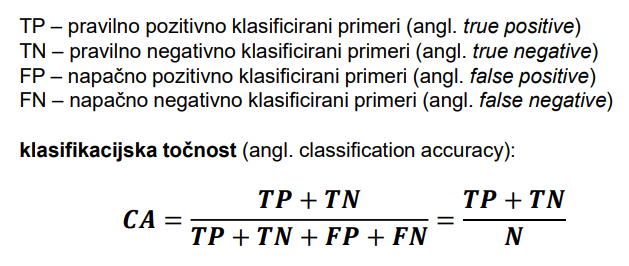 TP – pravilno pozitivno klasificirani primeri (angl. true positive)
TN – pravilno negativno klasificirani primeri (angl. true negative)
FP – napačno pozitivno klasificirani primeri (angl. false positive)
FN – napačno negativno klasificirani primeri (angl. false negative)
klasifikacijska točnost (angl. classification accuracy):
CA = (TP + TN) / (TP + TN + FP + FN) = (TP + TN) / N